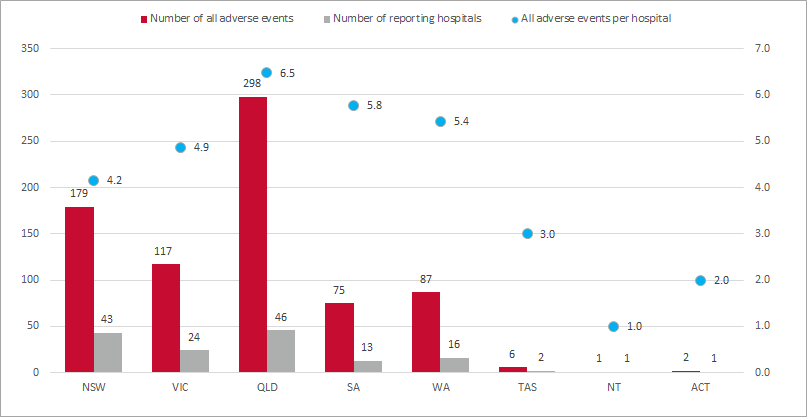 Number of all adverse events Number of reporting hospitals All adverse events per hospital
350 7.0
300 6.0
250 5.0
200 4.0
150 3.0
100 2.0
50 1.0
0 0.0
179 43 4.2
117 24 4.9
298 46 6.5
75 13 5.8
87 16 5.4
6 2 3.0
1 1 1.0
2 1 2.0
NSW VIC QLD SA WA TAS NT ACT